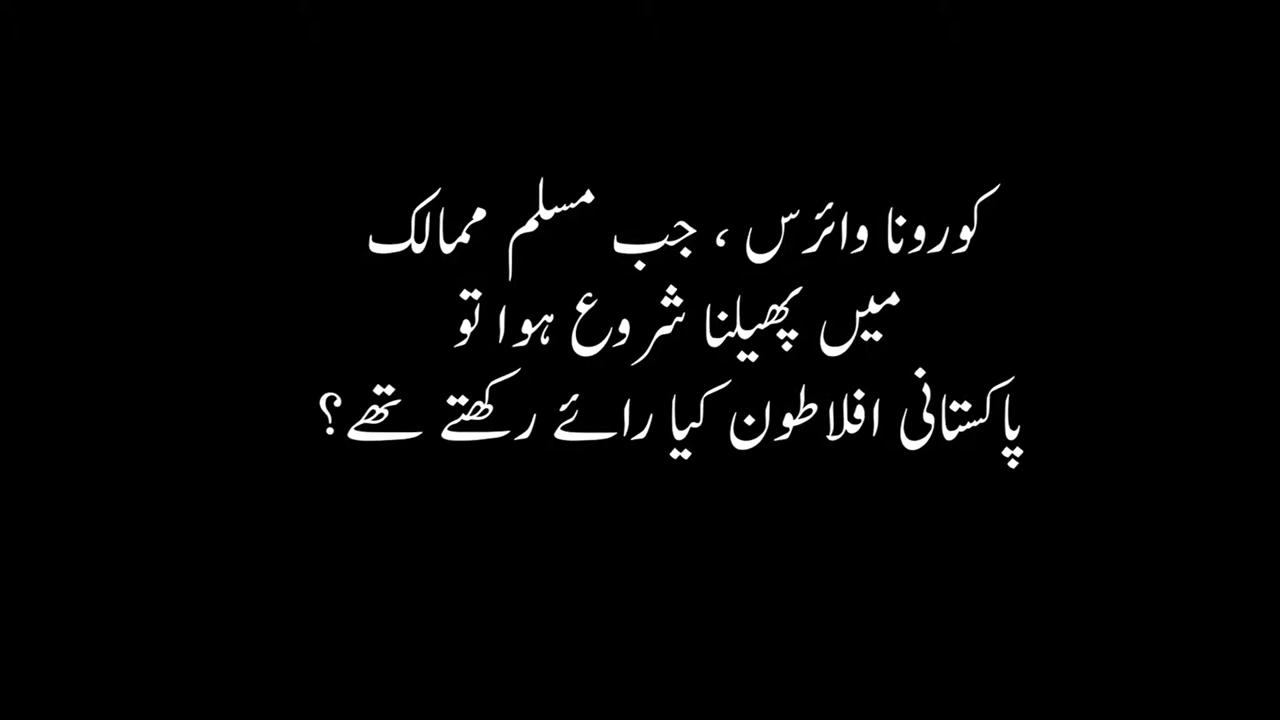 کورونا وائرس ، جب مسلم ممالک
میں پھیلنا شروع ہوا تو
پاکستانی افلاطون کیا رائے رکھتے تھے؟